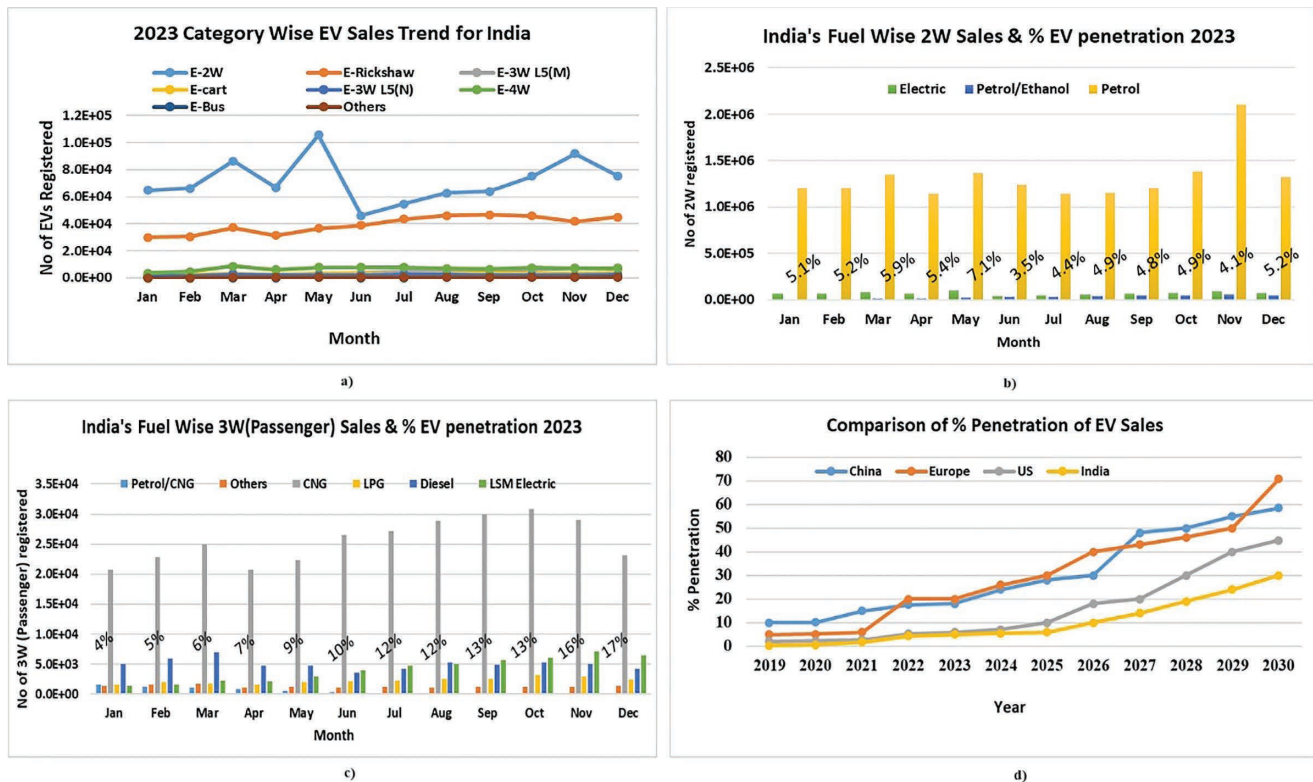 2023 Category Wise EV Sales Trend for India
E-2W E-Rickshaw E-3W L5(M)
E-cart E-3W L5(N) E-4W
E-Bus Others
No of EVs Registered
1.2E+05
1.0E+05
8.0E+04
6.0E+04
4.0E+04
2.0E+04
0.0E+00
Jan Feb Mar Apr May Jun Jul Aug Sep Oct Nov Dec
Month
a)
India's Fuel Wise 2W Sales & % EV penetration 2023
Electric Petrol/Ethanol Petrol
No of 2W registered
2.5E+06
2.0E+06
1.5E+06
1.0E+06
5.0E+05
0.0E+00
5.1% 5.2% 5.9% 5.4% 7.1% 3.5% 4.4% 4.9% 4.8% 4.9% 4.1% 5.2%
Jan Feb Mar Apr May Jun Jul Aug Sep Oct Nov Dec
Month
b)
India's Fuel Wise 3W(Passenger) Sales & % EV penetration 2023
Petrol/CNG Others CNG LPG Diesel LSM Electric
No of 3W (Passenger) registered
3.5E+04
3.0E+04
2.5E+04
2.0E+04
1.5E+04
1.0E+04
5.0E+03
0.0E+00
4% 5% 6% 7% 9% 10% 12% 12% 13% 13% 16% 17%
Jan Feb Mar Apr May Jun Jul Aug Sep Oct Nov Dec
Month
c)
Comparison of % Penetration of EV Sales
China Europe US India
% Penetration
80
70
60
50
40
30
20
10
0
2019 2020 2021 2022 2023 2024 2025 2026 2027 2028 2029 2030
Year
d)